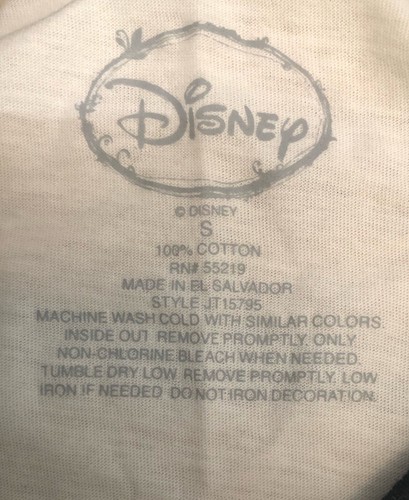 Disney
© DISNEY
S
100% COTTON
RN# 55219
MADE IN EL SALVADOR
STYLE JT15795
MACHINE WASH COLD WITH SIMILAR COLORS.
INSIDE OUT REMOVE PROMPTLY. ONLY
NON-CHLORINE BLEACH WHEN NEEDED.
TUMBLE DRY LOW. REMOVE PROMPTLY. LOW
IRON IF NEEDED DO NOT IRON DECORATION.